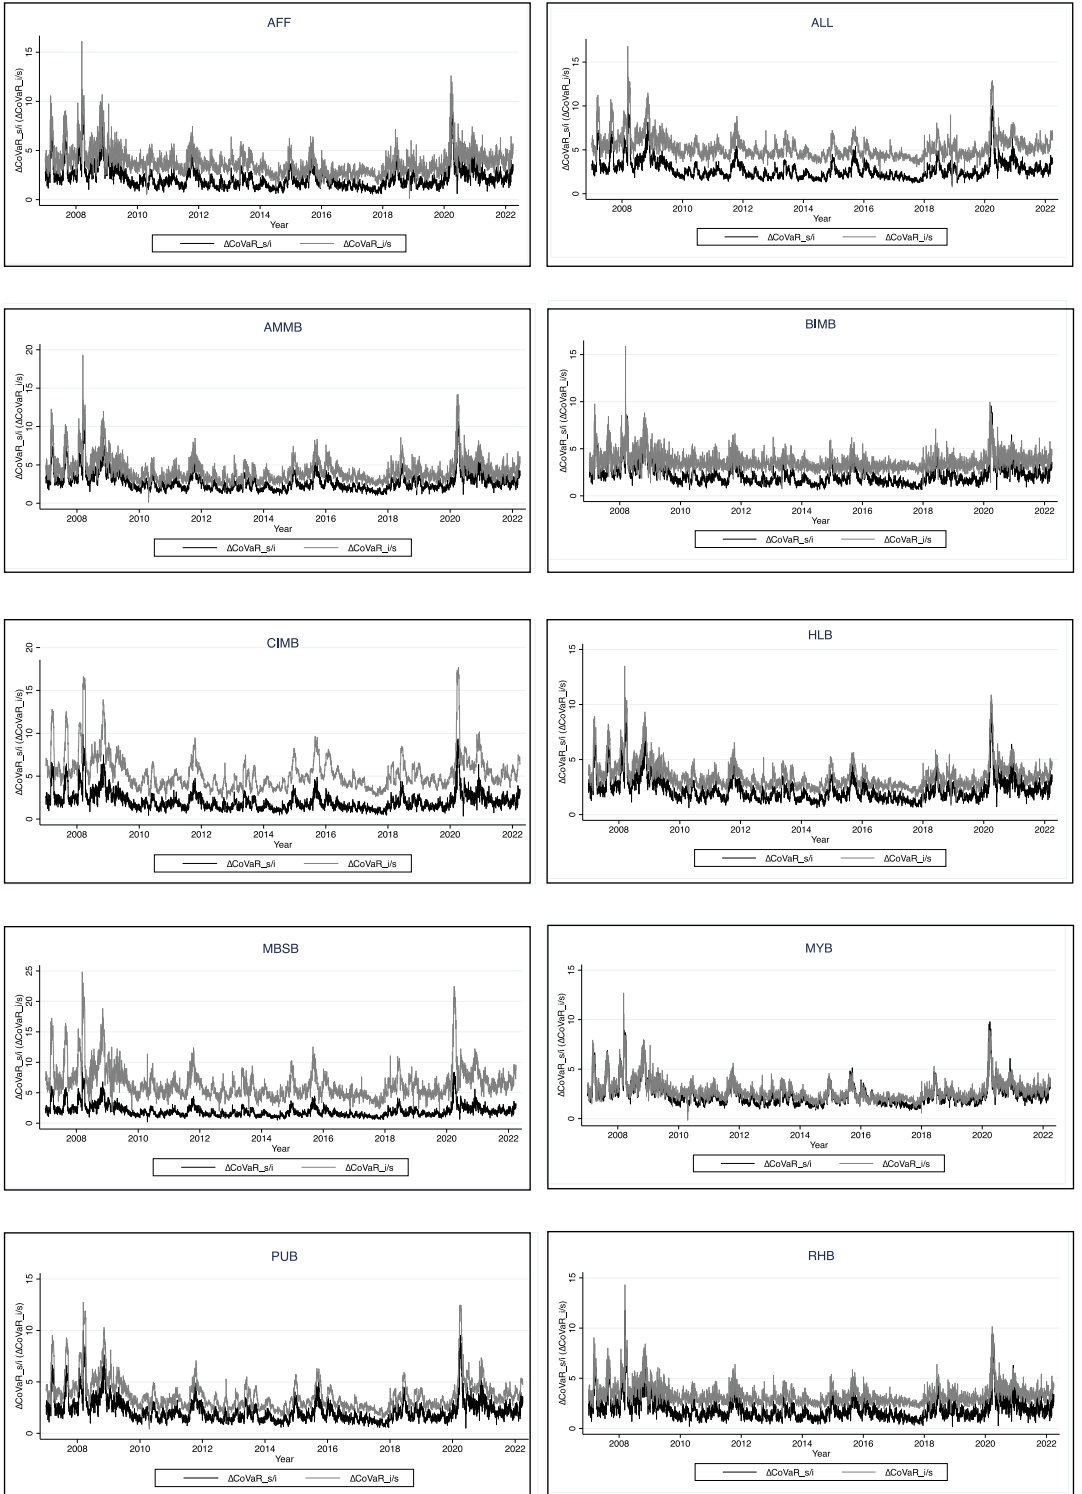 AFF
ΔCoVaR_s/i (ΔCoVaR_i/s)
15
10
5
0
2008 2010 2012 2014 2016 2018 2020 2022
Year
ΔCoVaR_s/i ΔCoVaR_i/s
ALL
ΔCoVaR_s/i (ΔCoVaR_i/s)
15
10
5
0
2008 2010 2012 2014 2016 2018 2020 2022
Year
ΔCoVaR_s/i ΔCoVaR_i/s
AMMB
ΔCoVaR_s/i (ΔCoVaR_i/s)
20
15
10
5
0
2008 2010 2012 2014 2016 2018 2020 2022
Year
ΔCoVaR_s/i ΔCoVaR_i/s
BIMB
ΔCoVaR_s/i (ΔCoVaR_i/s)
15
10
5
0
2008 2010 2012 2014 2016 2018 2020 2022
Year
ΔCoVaR_s/i ΔCoVaR_i/s
CIMB
ΔCoVaR_s/i (ΔCoVaR_i/s)
20
15
10
5
0
2008 2010 2012 2014 2016 2018 2020 2022
Year
ΔCoVaR_s/i ΔCoVaR_i/s
HLB
ΔCoVaR_s/i (ΔCoVaR_i/s)
15
10
5
0
2008 2010 2012 2014 2016 2018 2020 2022
Year
ΔCoVaR_s/i ΔCoVaR_i/s
MBSB
ΔCoVaR_s/i (ΔCoVaR_i/s)
25
20
15
10
5
0
2008 2010 2012 2014 2016 2018 2020 2022
Year
ΔCoVaR_s/i ΔCoVaR_i/s
MYB
ΔCoVaR_s/i (ΔCoVaR_i/s)
15
10
5
0
2008 2010 2012 2014 2016 2018 2020 2022
Year
ΔCoVaR_s/i ΔCoVaR_i/s
PUB
ΔCoVaR_s/i (ΔCoVaR_i/s)
15
10
5
0
2008 2010 2012 2014 2016 2018 2020 2022
Year
ΔCoVaR_s/i ΔCoVaR_i/s
RHB
ΔCoVaR_s/i (ΔCoVaR_i/s)
15
10
5
0
2008 2010 2012 2014 2016 2018 2020 2022
Year
ΔCoVaR_s/i ΔCoVaR_i/s